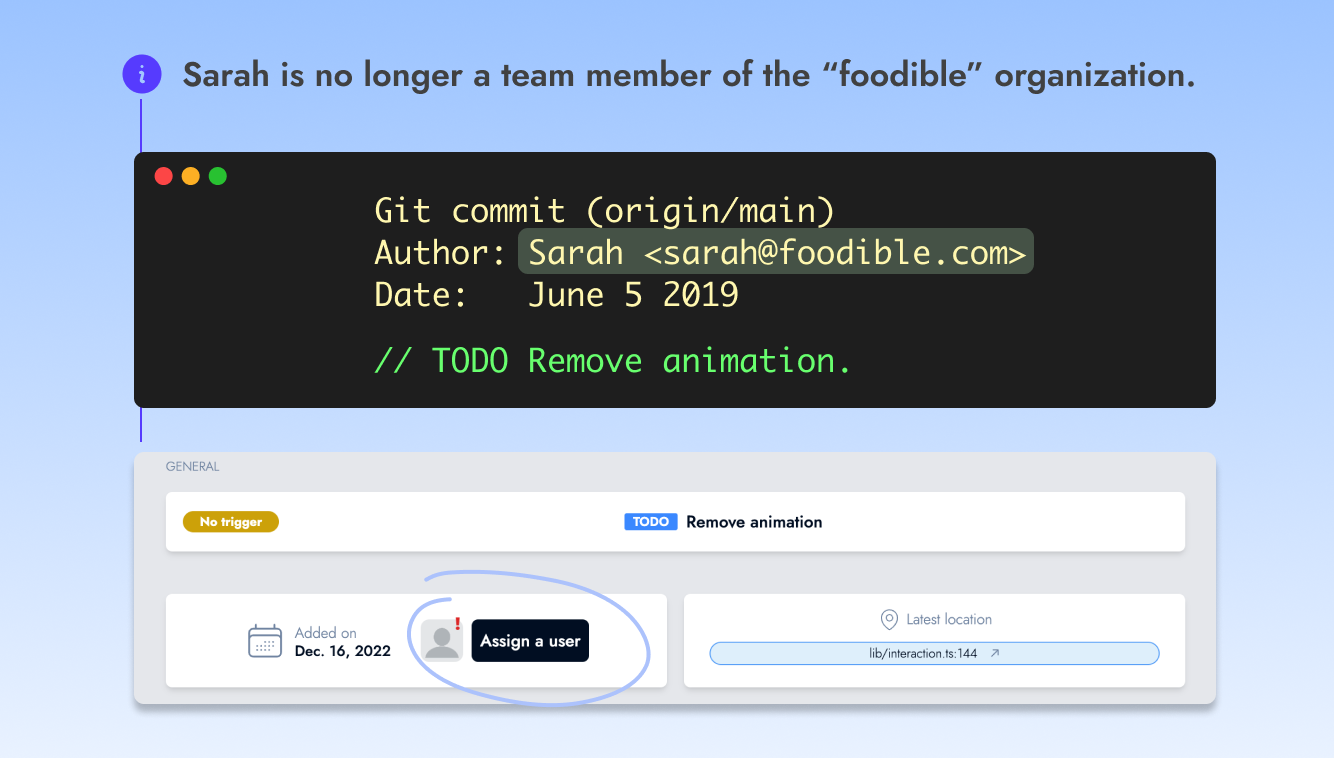 i
Sarah is no longer a team member of the “foodible” organization.
Git commit (origin/main)
Author: Sarah <sarah@foodible.com>
Date:   June 5 2019
// TODO Remove animation.
GENERAL
No trigger
TODO Remove animation
Added on
Dec. 16, 2022
!
Assign a user
Latest location
lib/interaction.ts:144 ↗